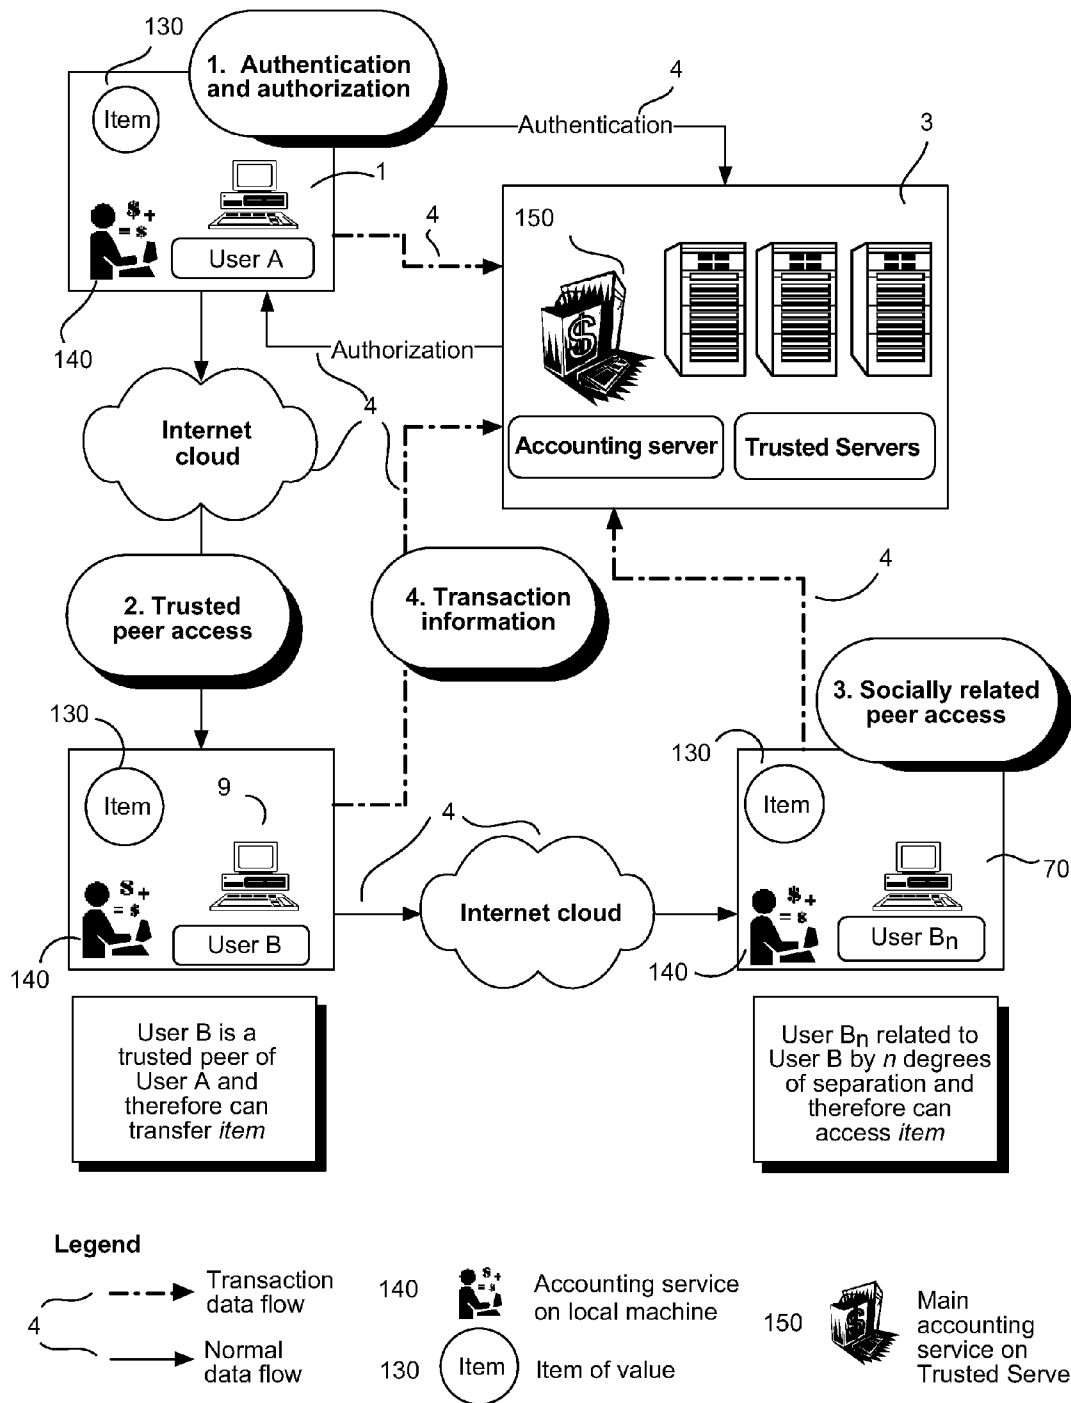 130
1. Authentication
and authorization
4
Item
Authentication
3
1
150
4
$ +
= $
User A
140
Authorization
4
Internet
cloud
Accounting server
Trusted Servers
2. Trusted
peer access
4. Transaction
information
4
3. Socially related
peer access
130
130
9
Item
4
Item
70
$ +
= $
Internet cloud
$ +
= $
User B
User Bn
140
140
User B is a
trusted peer of
User A and
therefore can
transfer item
User Bn related to
User B by n degrees
of separation and
therefore can
access item
Legend
4
Transaction
data flow
Normal
data flow
140
$ +
= $
Accounting service
on local machine
130
Item
Item of value
150
Main
accounting
service on
Trusted Serve